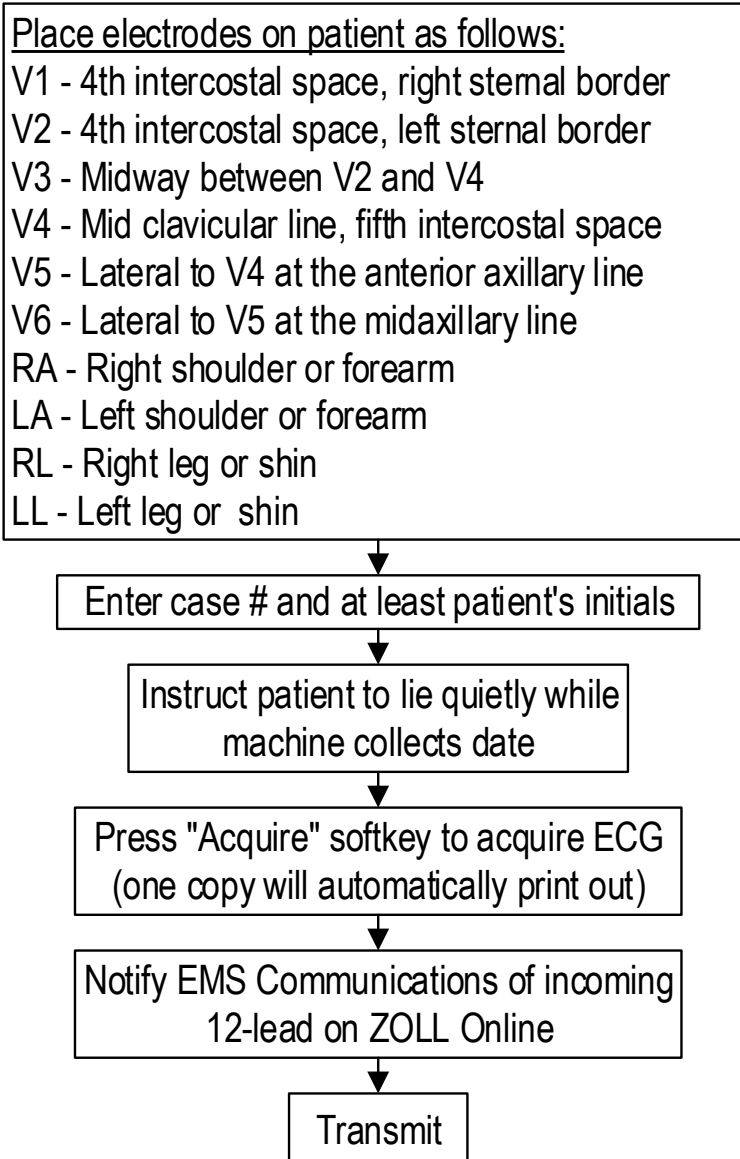 Place electrodes on patient as follows:
V1 - 4th intercostal space, right sternal border
V2 - 4th intercostal space, left sternal border
V3 - Midway between V2 and V4
V4 - Mid clavicular line, fifth intercostal space
V5 - Lateral to V4 at the anterior axillary line
V6 - Lateral to V5 at the midaxillary line
RA - Right shoulder or forearm
LA - Left shoulder or forearm
RL - Right leg or shin
LL - Left leg or shin
Enter case # and at least patient's initials
Instruct patient to lie quietly while
machine collects date
Press "Acquire" softkey to acquire ECG
(one copy will automatically print out)
Notify EMS Communications of incoming
12-lead on ZOLL Online
Transmit